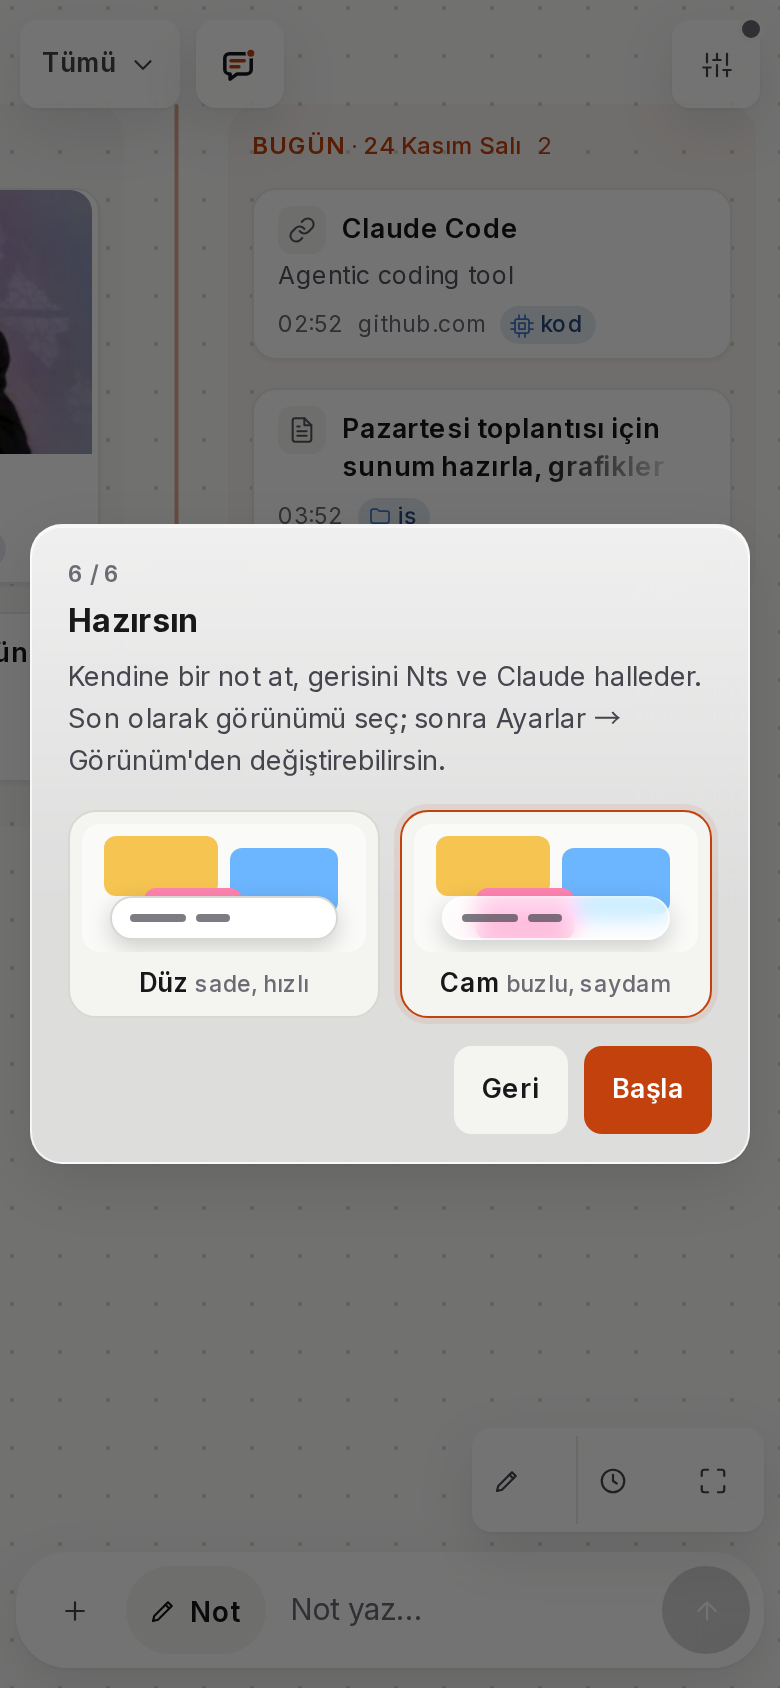 Tümü
BUGÜN · 24 Kasım Salı 2
Claude Code
Agentic coding tool
02:52 github.com kod
Pazartesi toplantısı için
sunum hazırla, grafikler
03:52 iş
ün
6 / 6
Hazırsın
Kendine bir not at, gerisini Nts ve Claude halleder.
Son olarak görünümü seç; sonra Ayarlar →
Görünüm'den değiştirebilirsin.
Düz sade, hızlı
Cam buzlu, saydam
Geri
Başla
Not
Not yaz...